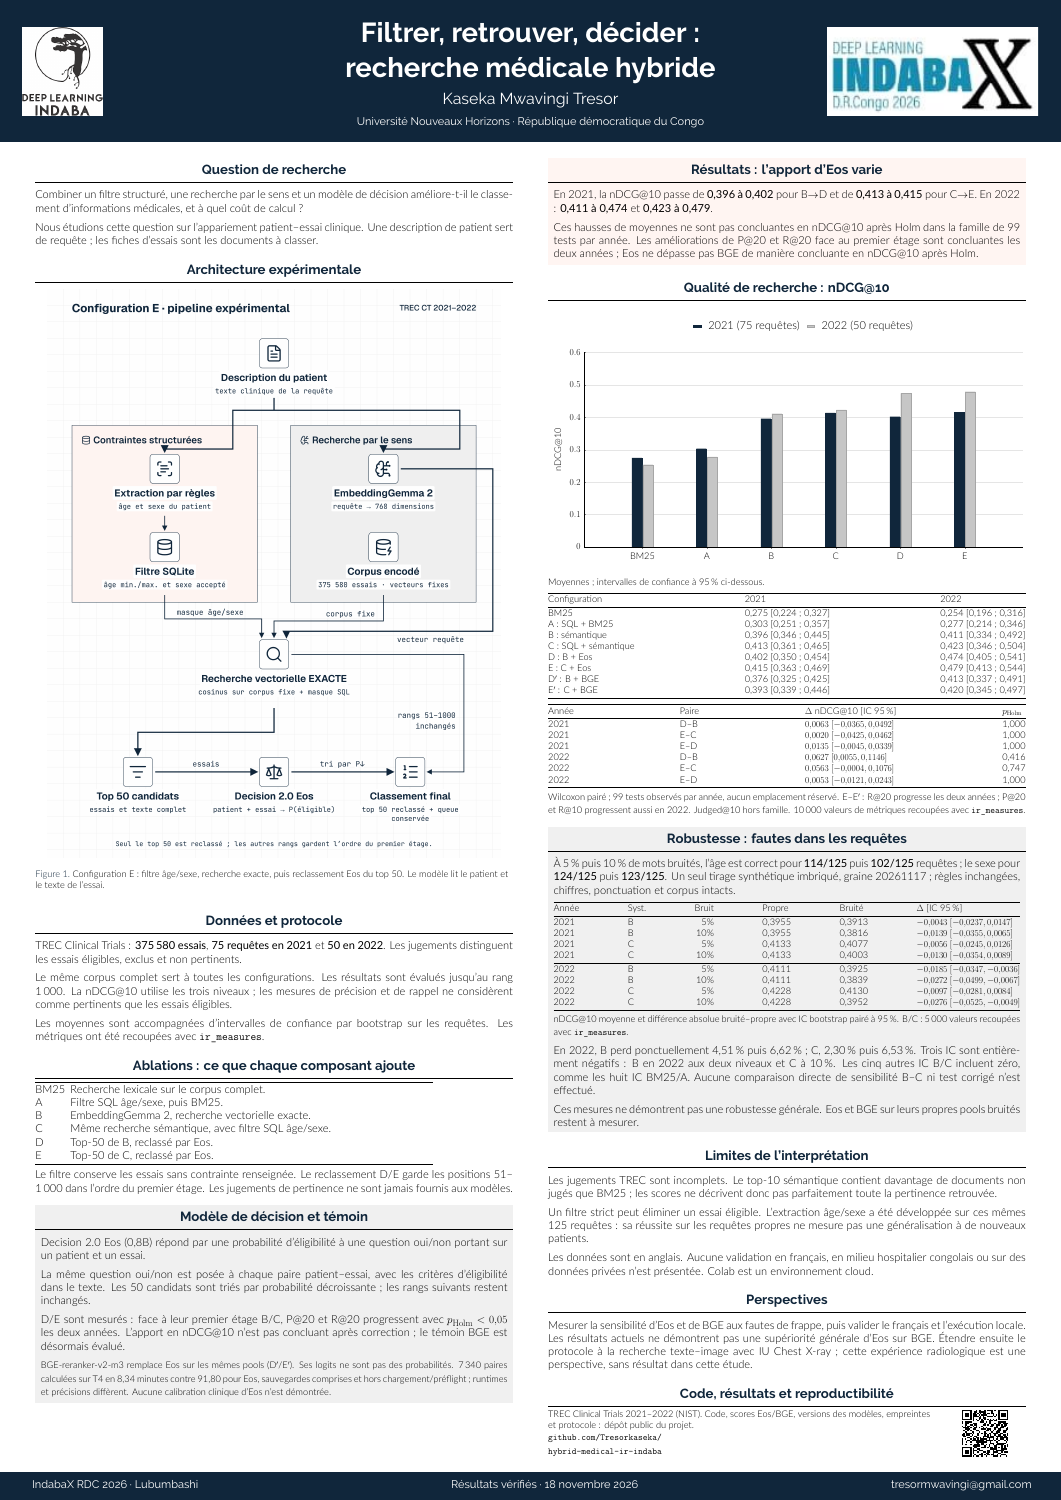 DEEP LEARNING
INDABA
Filtrer, retrouver, décider :
recherche médicale hybride
Kaseka Mwavingi Tresor
Université Nouveaux Horizons · République démocratique du Congo
DEEP LEARNING
INDABAX
D.R.Congo 2026
Question de recherche
Combiner un filtre structuré, une recherche par le sens et un modèle de décision améliore-t-il le classe-
ment d'informations médicales, et à quel coût de calcul ?
Nous étudions cette question sur l'appariement patient–essai clinique. Une description de patient sert
de requête ; les fiches d'essais sont les documents à classer.
Architecture expérimentale
Configuration E · pipeline expérimental
TREC CT 2021–2022
Description du patient
texte clinique de la requête
Contraintes structurées
Recherche par le sens
Extraction par règles
âge et sexe du patient
EmbeddingGemma 2
requête → 768 dimensions
Filtre SQLite
âge min./max. et sexe accepté
Corpus encodé
375 580 essais · vecteurs fixes
masque âge/sexe
corpus fixe
vecteur requête
Recherche vectorielle EXACTE
cosinus sur corpus fixe + masque SQL
rangs 51–1000
inchangés
essais
tri par P↓
Top 50 candidats
essais et texte complet
Decision 2.0 Eos
patient + essai → P(éligible)
Classement final
top 50 reclassé + queue
conservée
Seul le top 50 est reclassé ; les autres rangs gardent l'ordre du premier étage.
Figure 1. Configuration E : filtre âge/sexe, recherche exacte, puis reclassement Eos du top 50. Le modèle lit le patient et
le texte de l'essai.
Données et protocole
TREC Clinical Trials : 375 580 essais, 75 requêtes en 2021 et 50 en 2022. Les jugements distinguent
les essais éligibles, exclus et non pertinents.
Le même corpus complet sert à toutes les configurations. Les résultats sont évalués jusqu'au rang
1 000. La nDCG@10 utilise les trois niveaux ; les mesures de précision et de rappel ne considèrent
comme pertinents que les essais éligibles.
Les moyennes sont accompagnées d'intervalles de confiance par bootstrap sur les requêtes. Les
métriques ont été recoupées avec ir_measures.
Ablations : ce que chaque composant ajoute
BM25 Recherche lexicale sur le corpus complet.
A Filtre SQL âge/sexe, puis BM25.
B EmbeddingGemma 2, recherche vectorielle exacte.
C Même recherche sémantique, avec filtre SQL âge/sexe.
D Top-50 de B, reclassé par Eos.
E Top-50 de C, reclassé par Eos.
Le filtre conserve les essais sans contrainte renseignée. Le reclassement D/E garde les positions 51–
1 000 dans l'ordre du premier étage. Les jugements de pertinence ne sont jamais fournis aux modèles.
Modèle de décision et témoin
Decision 2.0 Eos (0,8B) répond par une probabilité d'éligibilité à une question oui/non portant sur
un patient et un essai.
La même question oui/non est posée à chaque paire patient–essai, avec les critères d'éligibilité
dans le texte. Les 50 candidats sont triés par probabilité décroissante ; les rangs suivants restent
inchangés.
D/E sont mesurés : face à leur premier étage B/C, P@20 et R@20 progressent avec pHolm < 0,05
les deux années. L'apport en nDCG@10 n'est pas concluant après correction ; le témoin BGE est
désormais évalué.
BGE-reranker-v2-m3 remplace Eos sur les mêmes pools (D′/E′). Ses logits ne sont pas des probabilités. 7 340 paires
calculées sur T4 en 8,34 minutes contre 91,80 pour Eos, sauvegardes comprises et hors chargement/préflight ; runtimes
et précisions diffèrent. Aucune calibration clinique d'Eos n'est démontrée.
Résultats : l'apport d'Eos varie
En 2021, la nDCG@10 passe de 0,396 à 0,402 pour B→D et de 0,413 à 0,415 pour C→E. En 2022
: 0,411 à 0,474 et 0,423 à 0,479.
Ces hausses de moyennes ne sont pas concluantes en nDCG@10 après Holm dans la famille de 99
tests par année. Les améliorations de P@20 et R@20 face au premier étage sont concluantes les
deux années ; Eos ne dépasse pas BGE de manière concluante en nDCG@10 après Holm.
Qualité de recherche : nDCG@10
2021 (75 requêtes) 2022 (50 requêtes)
nDCG@10
0.6
0.5
0.4
0.3
0.2
0.1
0
BM25 A B C D E
Moyennes ; intervalles de confiance à 95 % ci-dessous.
Configuration 2021 2022
BM25 0,275 [0,224 ; 0,327] 0,254 [0,196 ; 0,316]
A : SQL + BM25 0,303 [0,251 ; 0,357] 0,277 [0,214 ; 0,346]
B : sémantique 0,396 [0,346 ; 0,445] 0,411 [0,334 ; 0,492]
C : SQL + sémantique 0,413 [0,361 ; 0,465] 0,423 [0,346 ; 0,504]
D : B + Eos 0,402 [0,350 ; 0,454] 0,474 [0,405 ; 0,541]
E : C + Eos 0,415 [0,363 ; 0,469] 0,479 [0,413 ; 0,544]
D′ : B + BGE 0,376 [0,325 ; 0,425] 0,413 [0,337 ; 0,491]
E′ : C + BGE 0,393 [0,339 ; 0,446] 0,420 [0,345 ; 0,497]
Année Paire Δ nDCG@10 [IC 95 %] pHolm
2021 D–B 0,0063 [−0,0365, 0,0492] 1,000
2021 E–C 0,0020 [−0,0425, 0,0462] 1,000
2021 E–D 0,0135 [−0,0045, 0,0339] 1,000
2022 D–B 0,0627 [0,0055, 0,1146] 0,416
2022 E–C 0,0563 [−0,0004, 0,1076] 0,747
2022 E–D 0,0053 [−0,0121, 0,0243] 1,000
Wilcoxon pairé ; 99 tests observés par année, aucun emplacement réservé. E–E′ : R@20 progresse les deux années ; P@20
et R@10 progressent aussi en 2022. Judged@10 hors famille. 10 000 valeurs de métriques recoupées avec ir_measures.
Robustesse : fautes dans les requêtes
À 5 % puis 10 % de mots bruités, l'âge est correct pour 114/125 puis 102/125 requêtes ; le sexe pour
124/125 puis 123/125. Un seul tirage synthétique imbriqué, graine 20261117 ; règles inchangées,
chiffres, ponctuation et corpus intacts.
Année Syst. Bruit Propre Bruité Δ [IC 95 %]
2021 B 5% 0,3955 0,3913 −0,0043 [−0,0237, 0,0147]
2021 B 10% 0,3955 0,3816 −0,0139 [−0,0355, 0,0065]
2021 C 5% 0,4133 0,4077 −0,0056 [−0,0245, 0,0126]
2021 C 10% 0,4133 0,4003 −0,0130 [−0,0354, 0,0089]
2022 B 5% 0,4111 0,3925 −0,0185 [−0,0347, −0,0036]
2022 B 10% 0,4111 0,3839 −0,0272 [−0,0499, −0,0067]
2022 C 5% 0,4228 0,4130 −0,0097 [−0,0281, 0,0084]
2022 C 10% 0,4228 0,3952 −0,0276 [−0,0525, −0,0049]
nDCG@10 moyenne et différence absolue bruité–propre avec IC bootstrap pairé à 95 %. B/C : 5 000 valeurs recoupées
avec ir_measures.
En 2022, B perd ponctuellement 4,51 % puis 6,62 % ; C, 2,30 % puis 6,53 %. Trois IC sont entière-
ment négatifs : B en 2022 aux deux niveaux et C à 10 %. Les cinq autres IC B/C incluent zéro,
comme les huit IC BM25/A. Aucune comparaison directe de sensibilité B–C ni test corrigé n'est
effectué.
Ces mesures ne démontrent pas une robustesse générale. Eos et BGE sur leurs propres pools bruités
restent à mesurer.
Limites de l'interprétation
Les jugements TREC sont incomplets. Le top-10 sémantique contient davantage de documents non
jugés que BM25 ; les scores ne décrivent donc pas parfaitement toute la pertinence retrouvée.
Un filtre strict peut éliminer un essai éligible. L'extraction âge/sexe a été développée sur ces mêmes
125 requêtes : sa réussite sur les requêtes propres ne mesure pas une généralisation à de nouveaux
patients.
Les données sont en anglais. Aucune validation en français, en milieu hospitalier congolais ou sur des
données privées n'est présentée. Colab est un environnement cloud.
Perspectives
Mesurer la sensibilité d'Eos et de BGE aux fautes de frappe, puis valider le français et l'exécution locale.
Les résultats actuels ne démontrent pas une supériorité générale d'Eos sur BGE. Étendre ensuite le
protocole à la recherche texte–image avec IU Chest X-ray ; cette expérience radiologique est une
perspective, sans résultat dans cette étude.
Code, résultats et reproductibilité
TREC Clinical Trials 2021–2022 (NIST). Code, scores Eos/BGE, versions des modèles, empreintes
et protocole : dépôt public du projet.
github.com/Tresorkaseka/
hybrid-medical-ir-indaba
IndabaX RDC 2026 · Lubumbashi
Résultats vérifiés · 18 novembre 2026
tresormwavingi@gmail.com